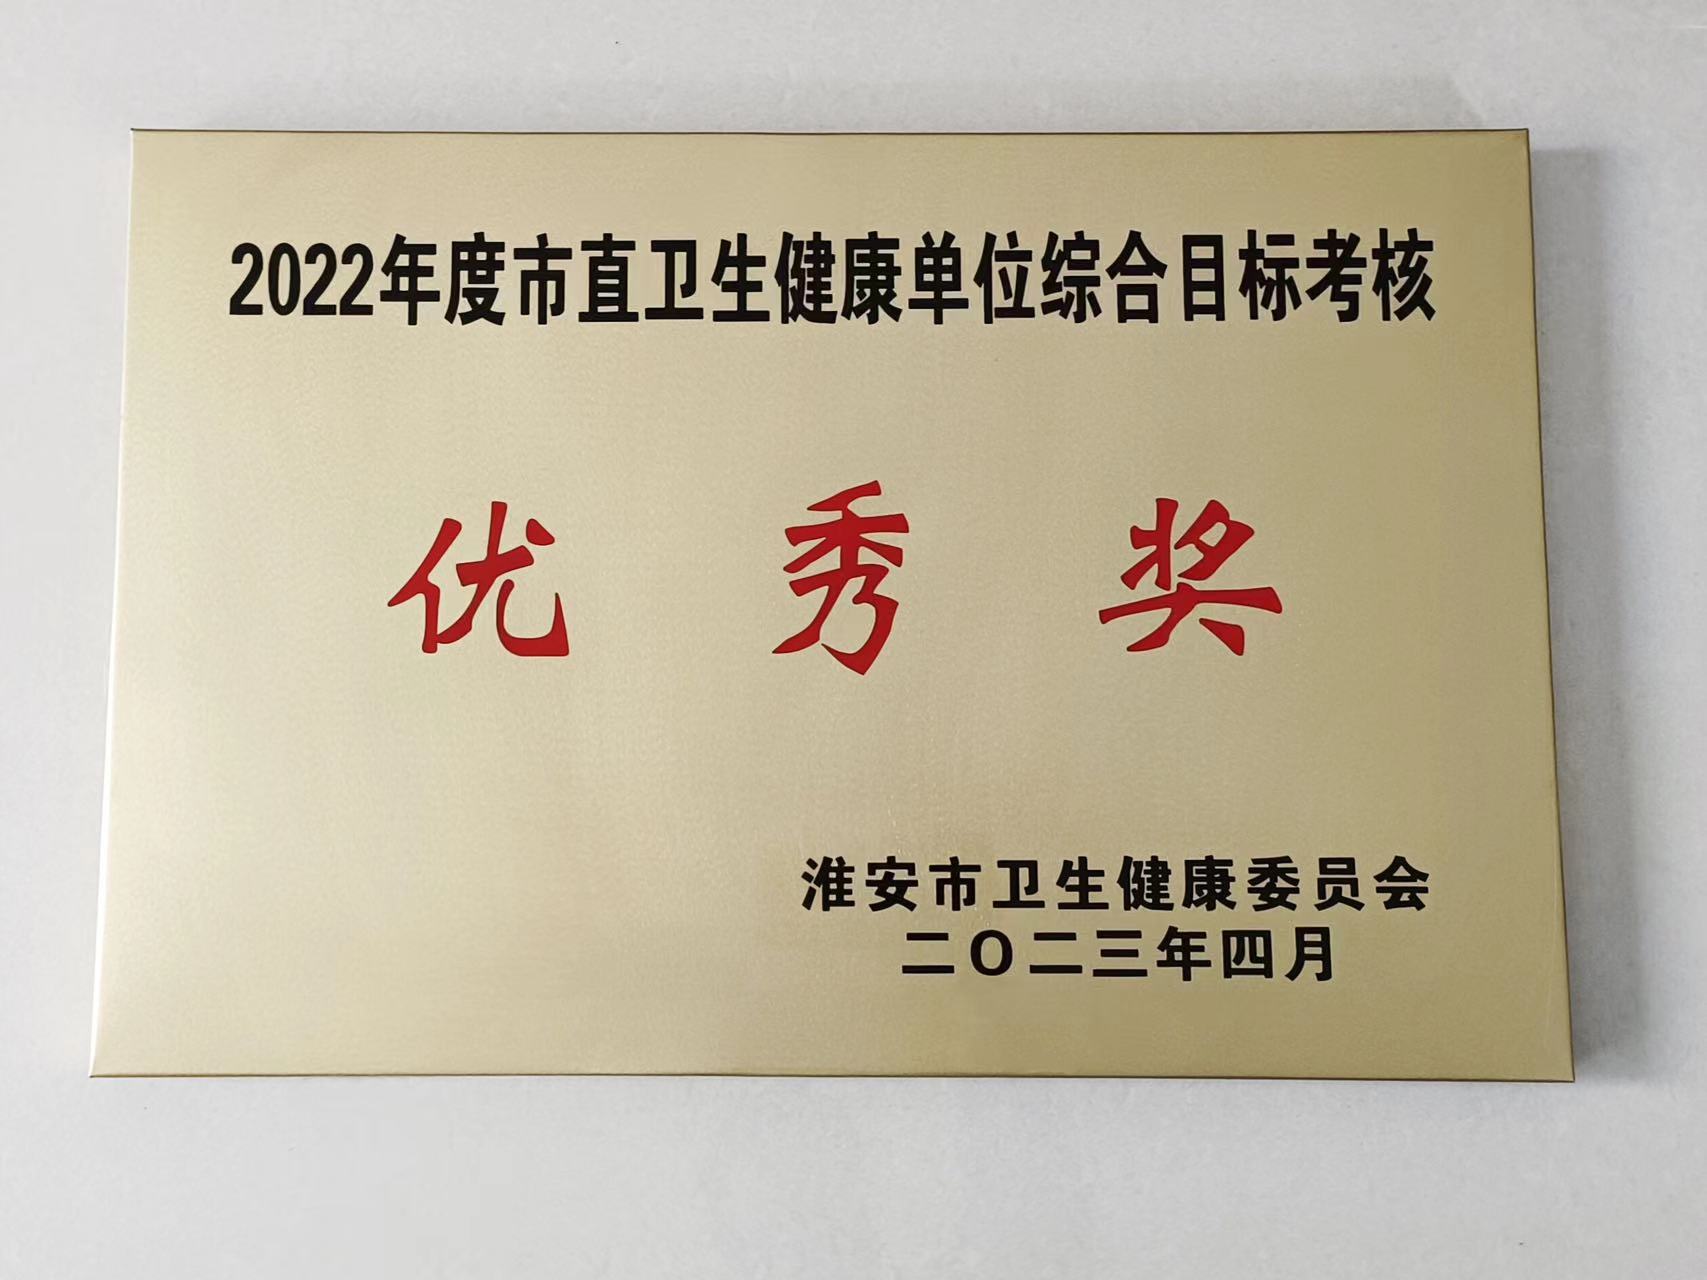 2022年度市直卫生健康单位综合目标考核
优秀奖
淮安市卫生健康委员会
二〇二三年四月